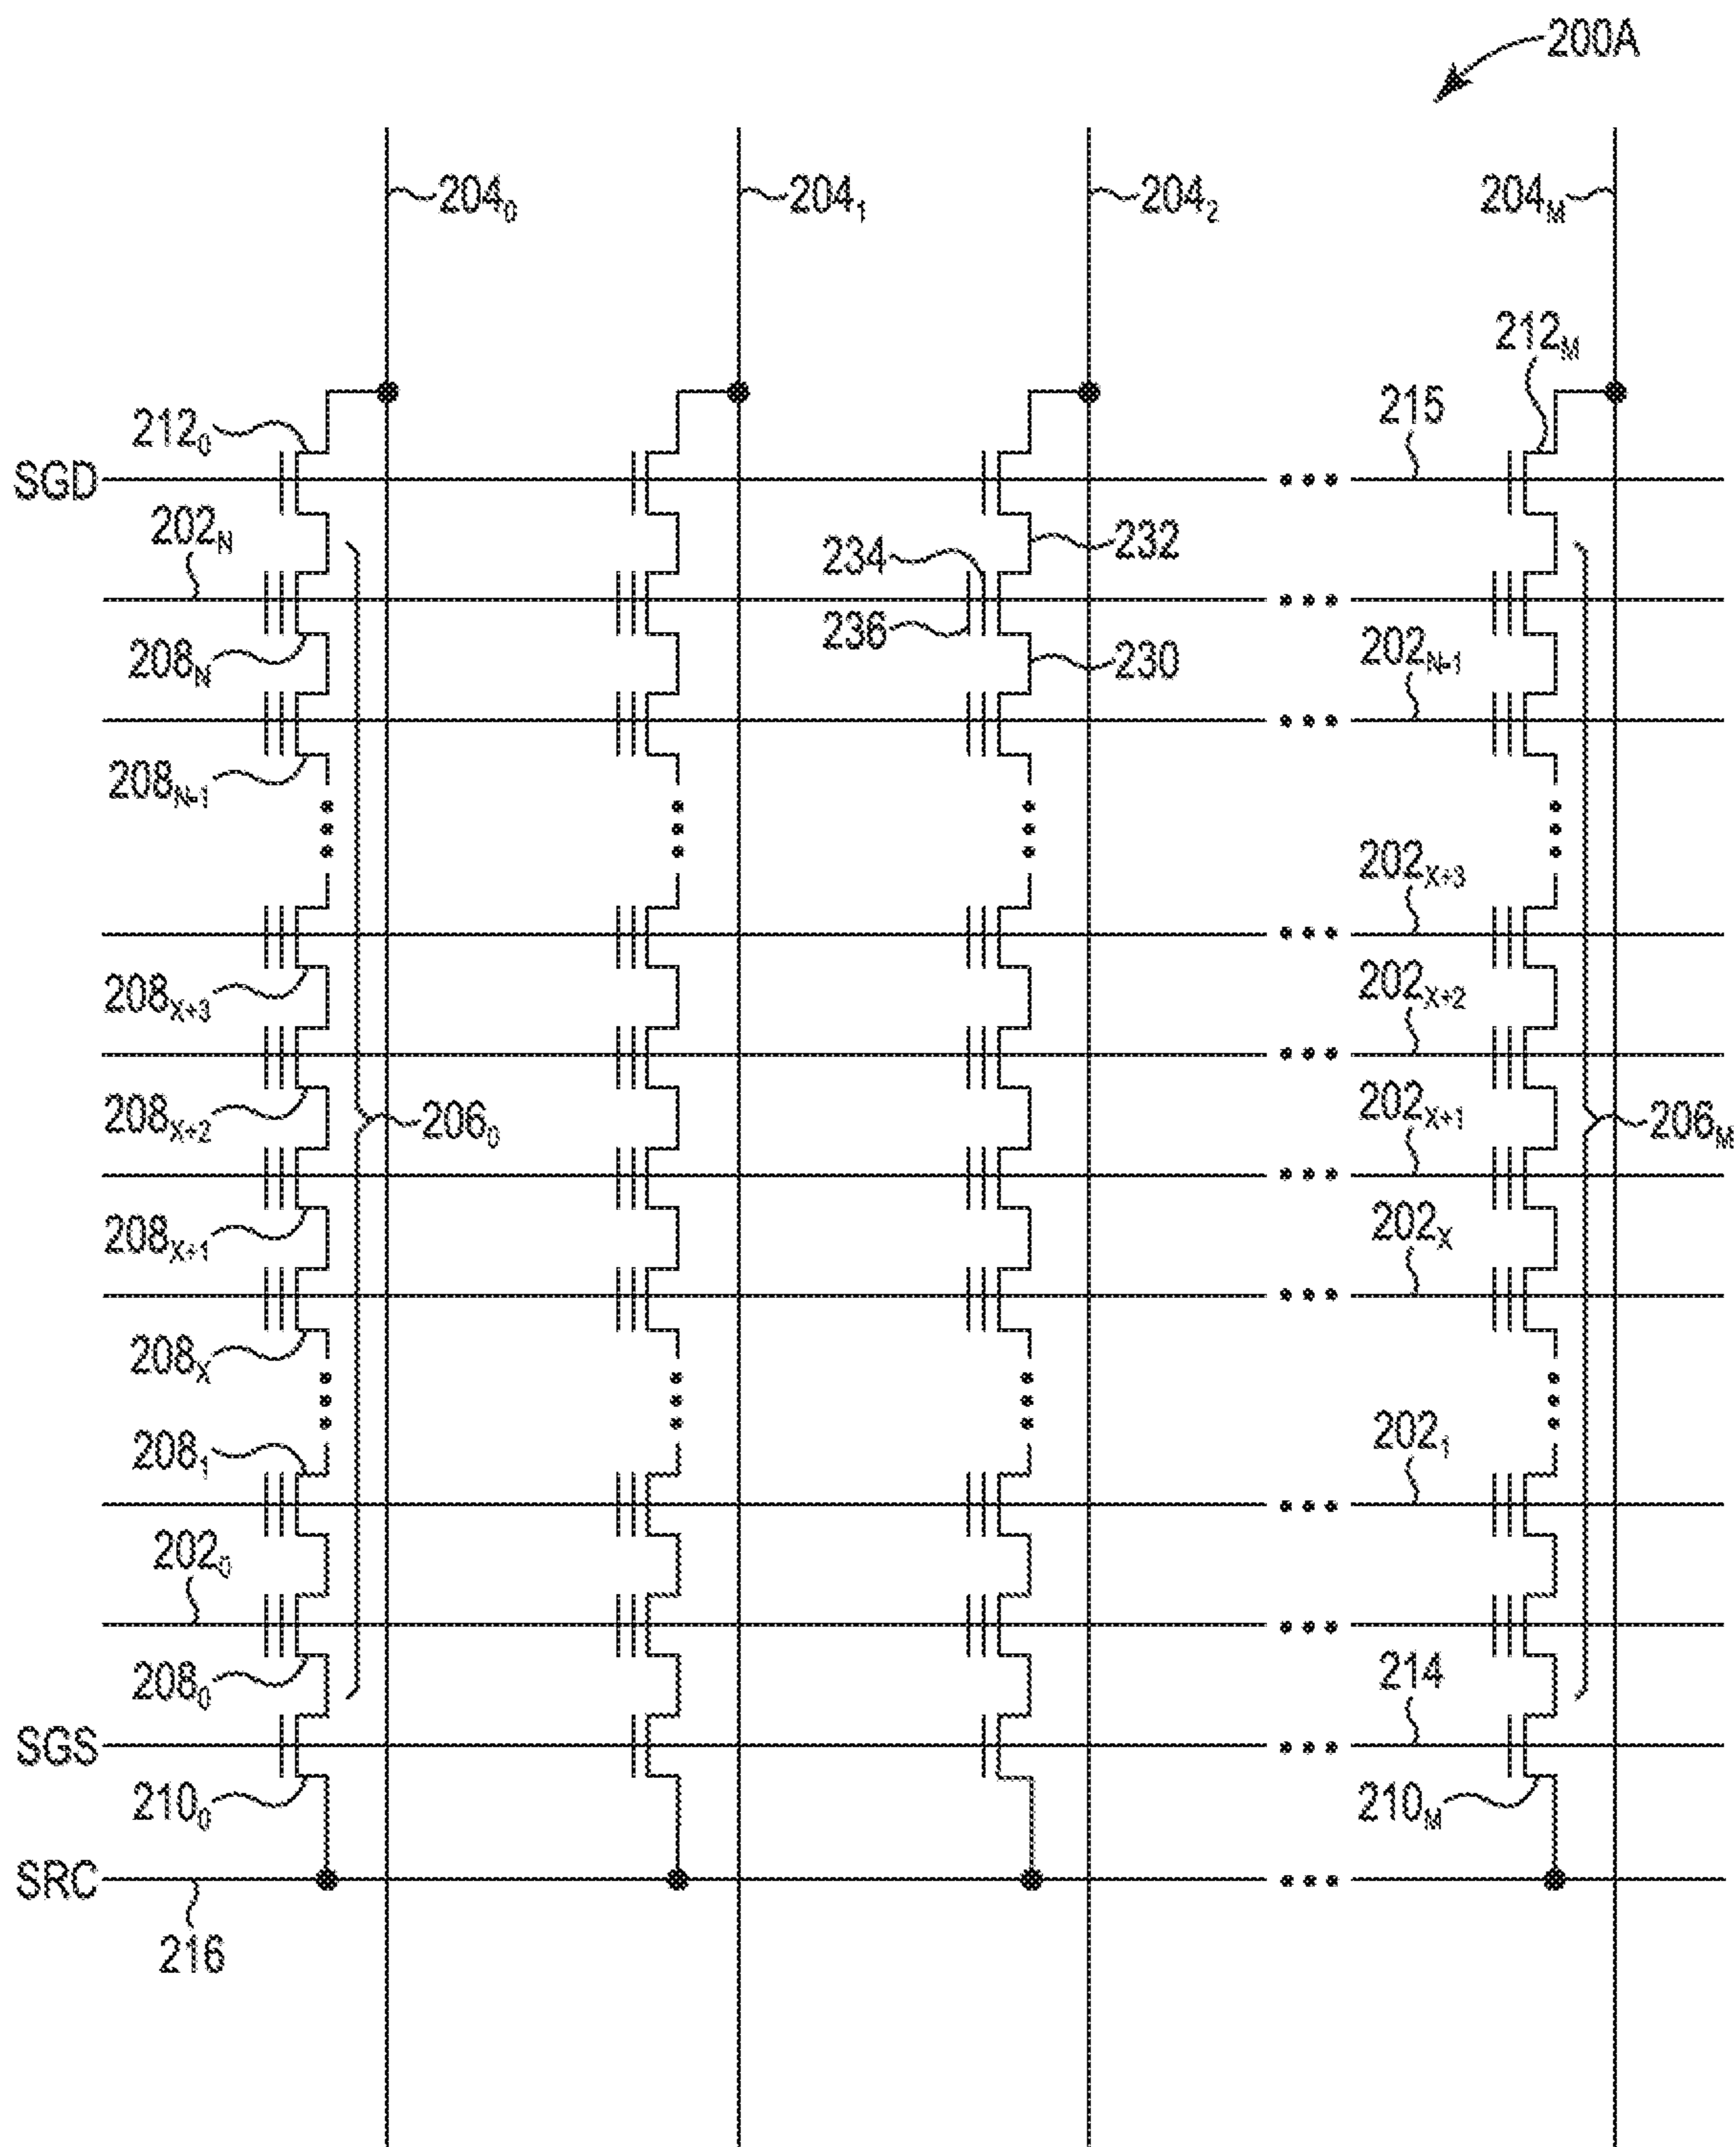 200A
204₀ 204₁ 204₂ 204M
212M
212₀ 215
SGD
202N 234 232
236
208N 230 202N-1
208N-1
202X+3
208X+3 202X+2
208X+2 206₀ 202X+1 206M
208X+1 202X
208X
208₁ 202₁
202₀
208₀ 214
SGS
210₀ 210M
SRC
216